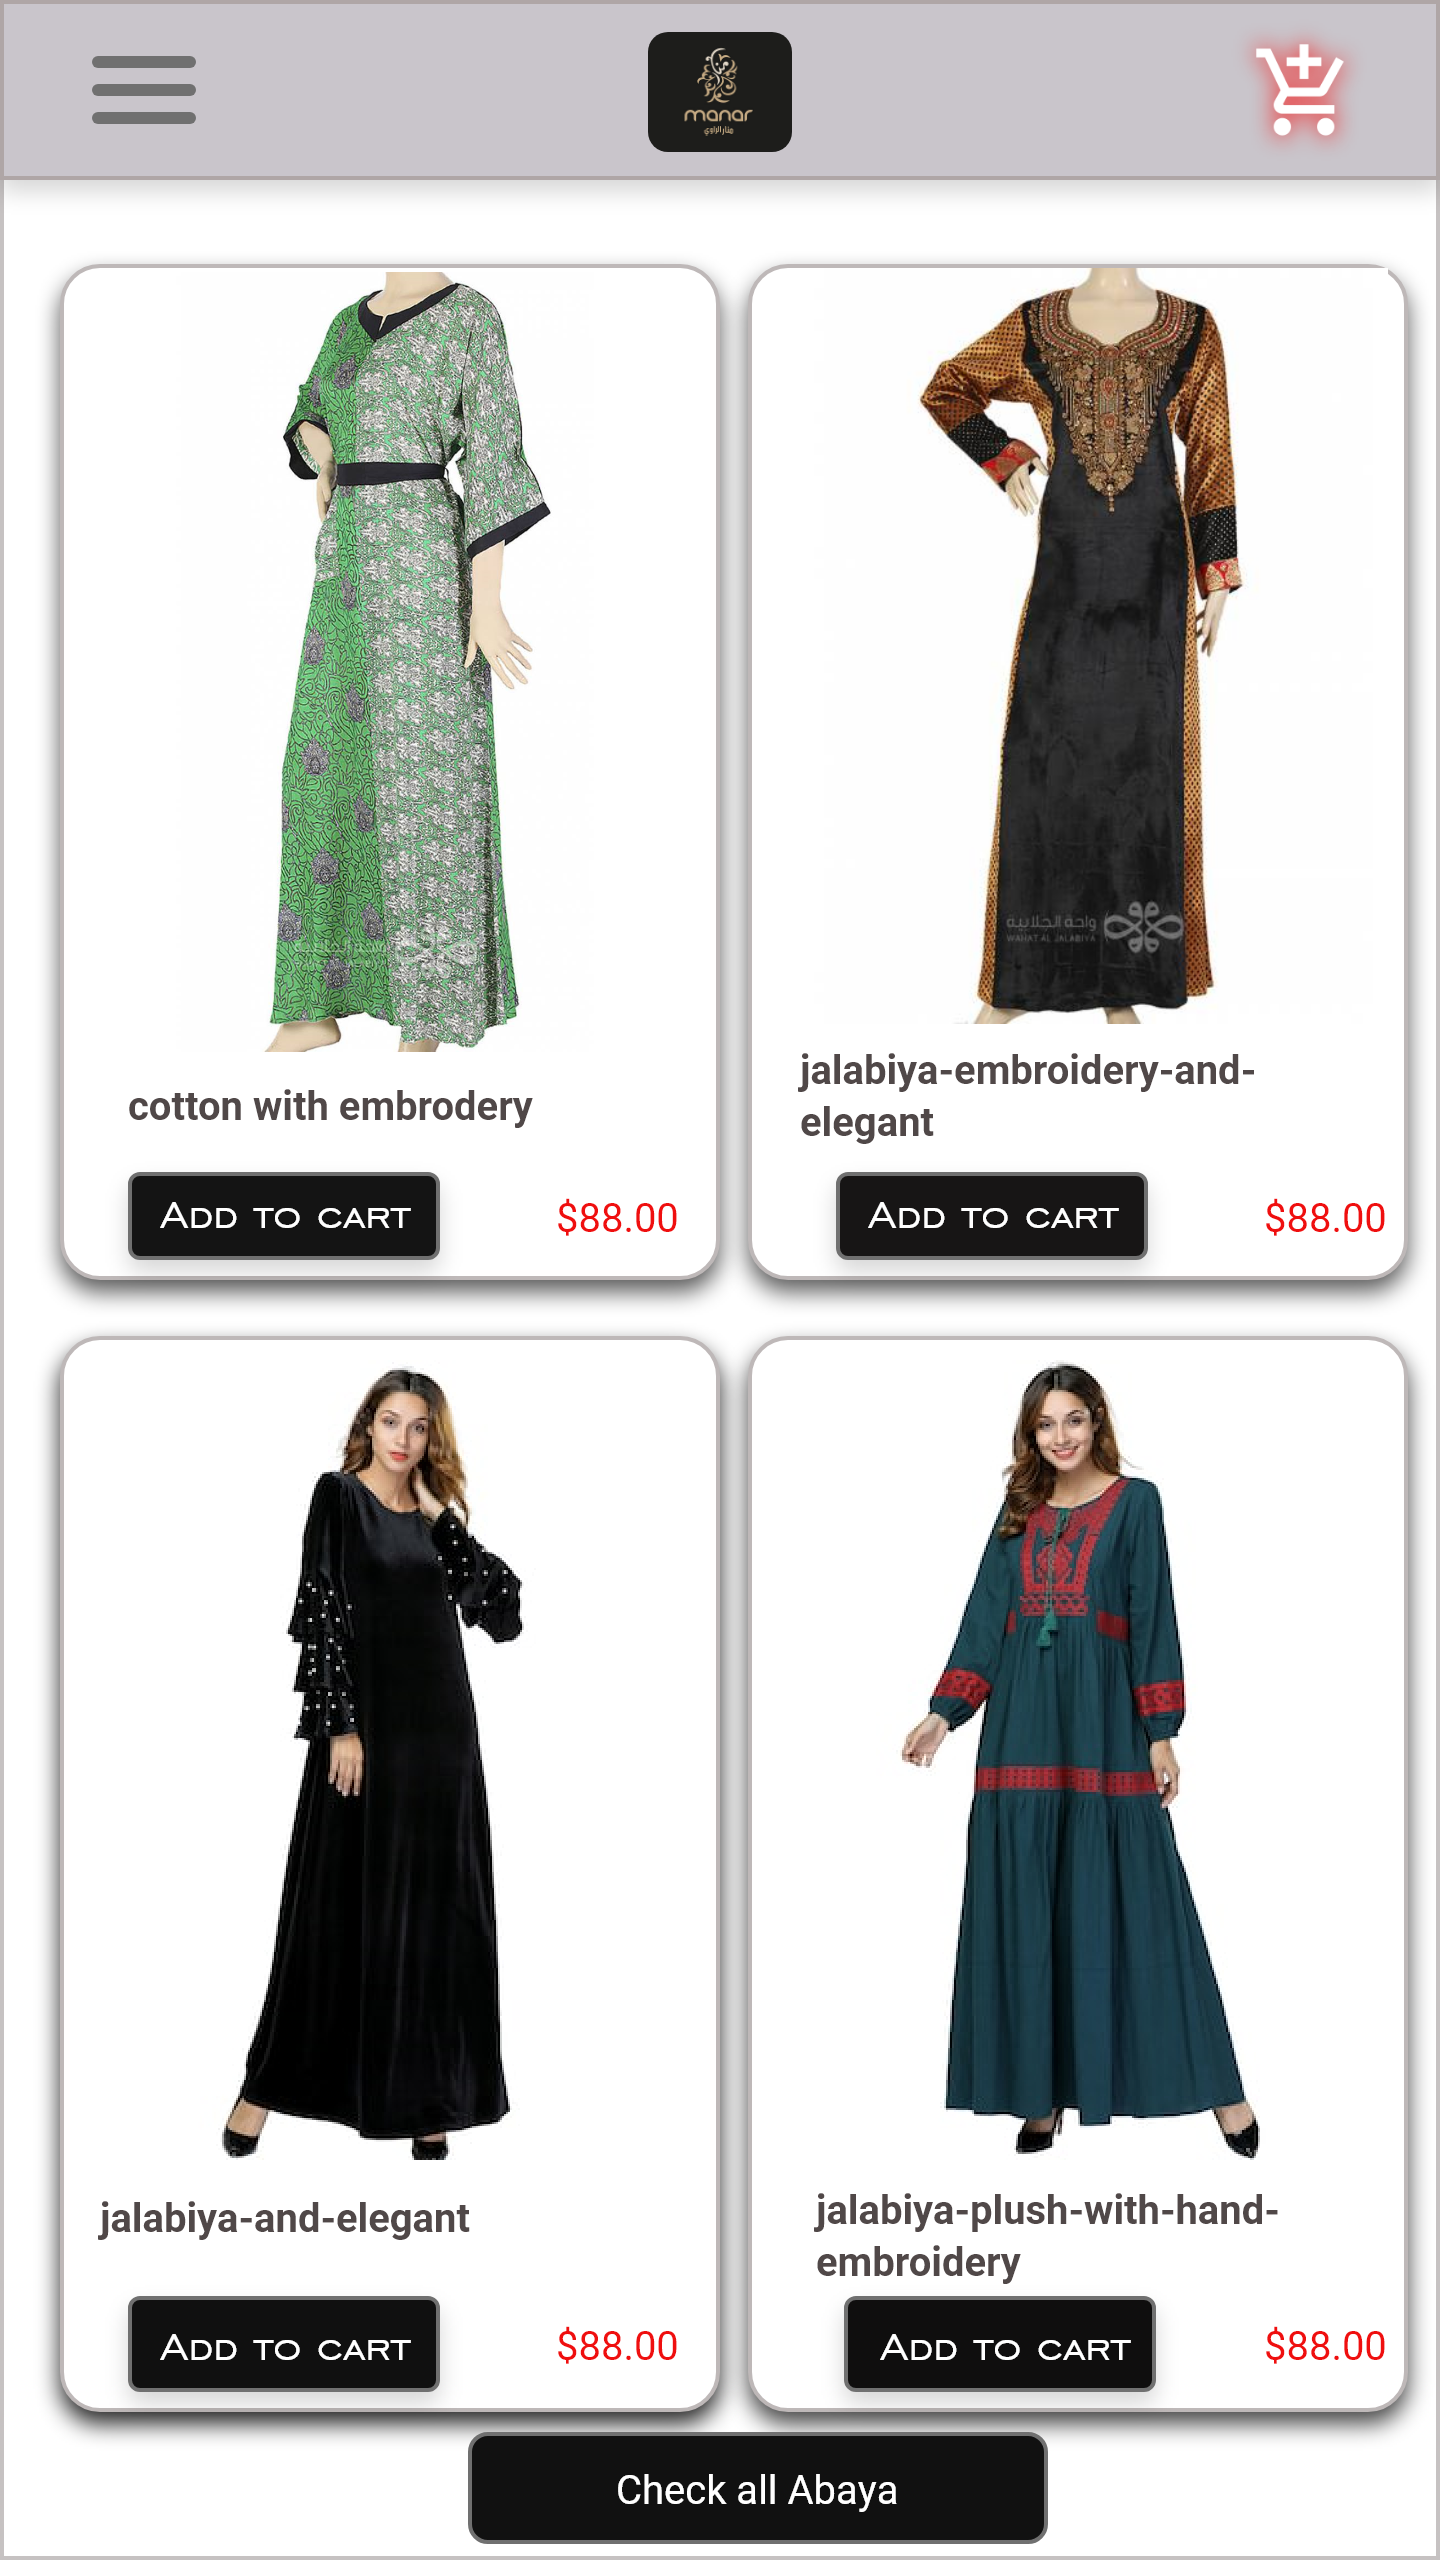 manar
منار الراوي
cotton with embrodery
Add to cart
$88.00
واحة الجلابية
WAHAT AL JALABIYA
jalabiya-embroidery-and-
elegant
Add to cart
$88.00
jalabiya-and-elegant
Add to cart
$88.00
jalabiya-plush-with-hand-
embroidery
Add to cart
$88.00
Check all Abaya